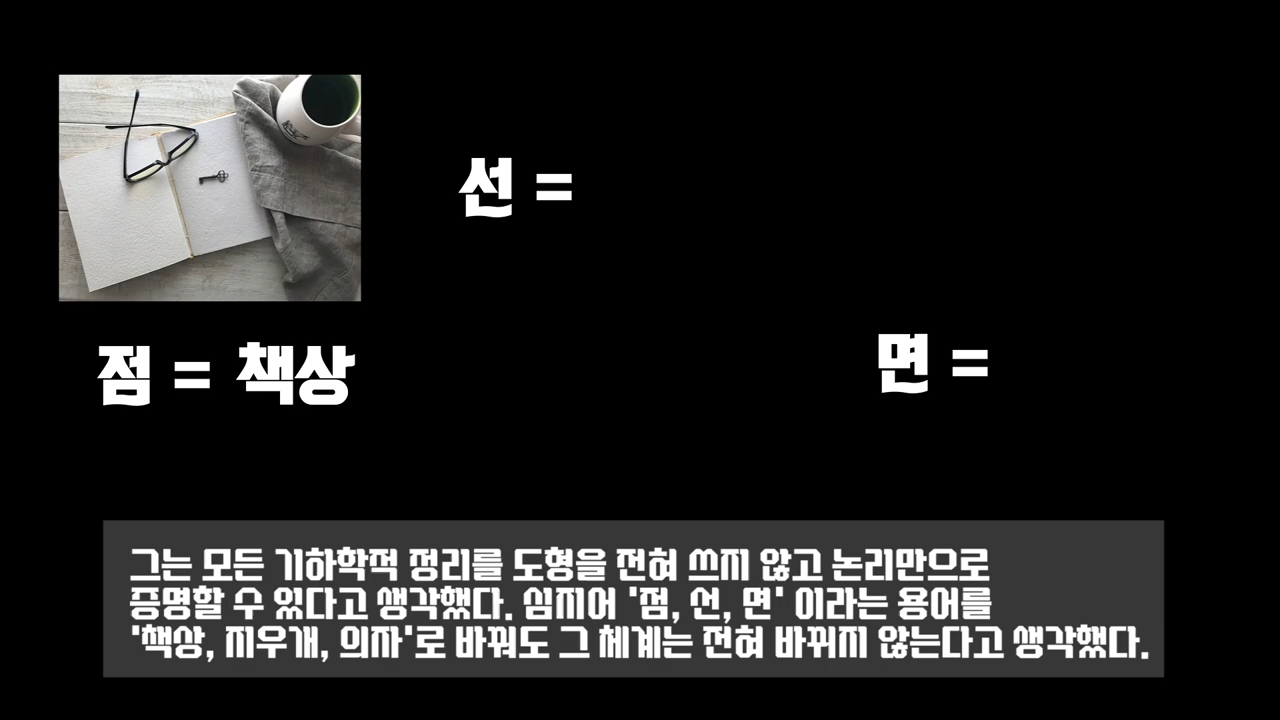 선 =
점 = 책상
면 =
그는 모든 기하학적 정리를 도형을 전혀 쓰지 않고 논리만으로
증명할 수 있다고 생각했다. 심지어 '점, 선, 면' 이라는 용어를
'책상, 지우개, 의자'로 바꿔도 그 체계는 전혀 바뀌지 않는다고 생각했다.